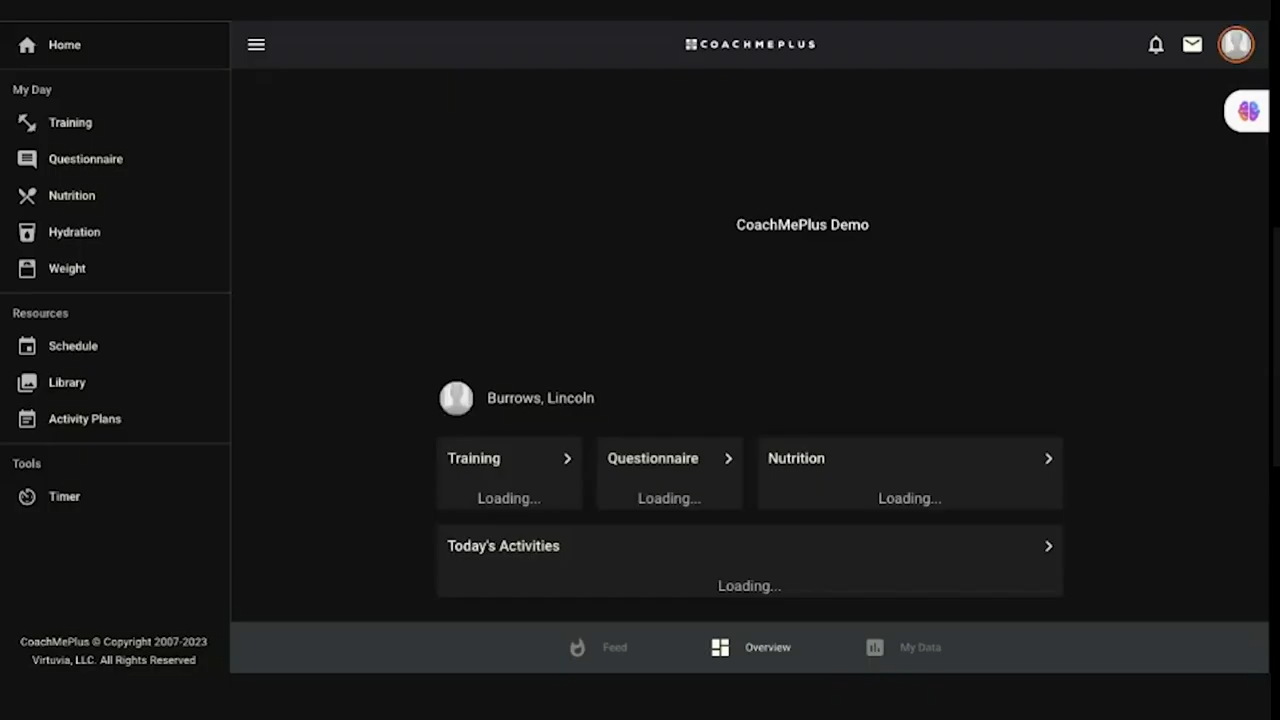 Home
My Day
Training
Questionnaire
Nutrition
Hydration
Weight
Resources
Schedule
Library
Activity Plans
Tools
Timer
CoachMePlus © Copyright 2007-2023
Virtuvia, LLC. All Rights Reserved
COACHMEPLUS
CoachMePlus Demo
Burrows, Lincoln
Training
Loading...
Questionnaire
Loading...
Nutrition
Loading...
Today's Activities
Loading...
Feed
Overview
My Data